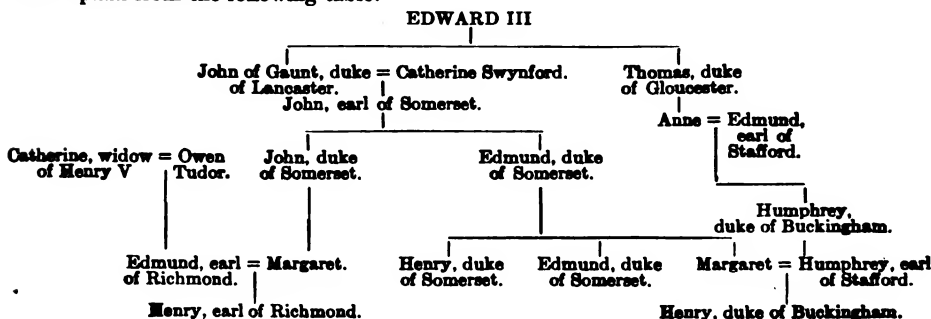 EDWARD III
John of Gaunt, duke = Catherine Swynford.
of Lancaster.
Thomas, duke
of Gloucester.
John, earl of Somerset.
Anne = Edmund,
earl of
Stafford.
Catherine, widow = Owen
of Henry V Tudor.
John, duke
of Somerset.
Edmund, duke
of Somerset.
Humphrey,
duke of Buckingham.
Edmund, earl = Margaret.
of Richmond.
Henry, duke
of Somerset.
Edmund, duke
of Somerset.
Margaret = Humphrey, earl
of Stafford.
Henry, earl of Richmond.
Henry, duke of Buckingham.